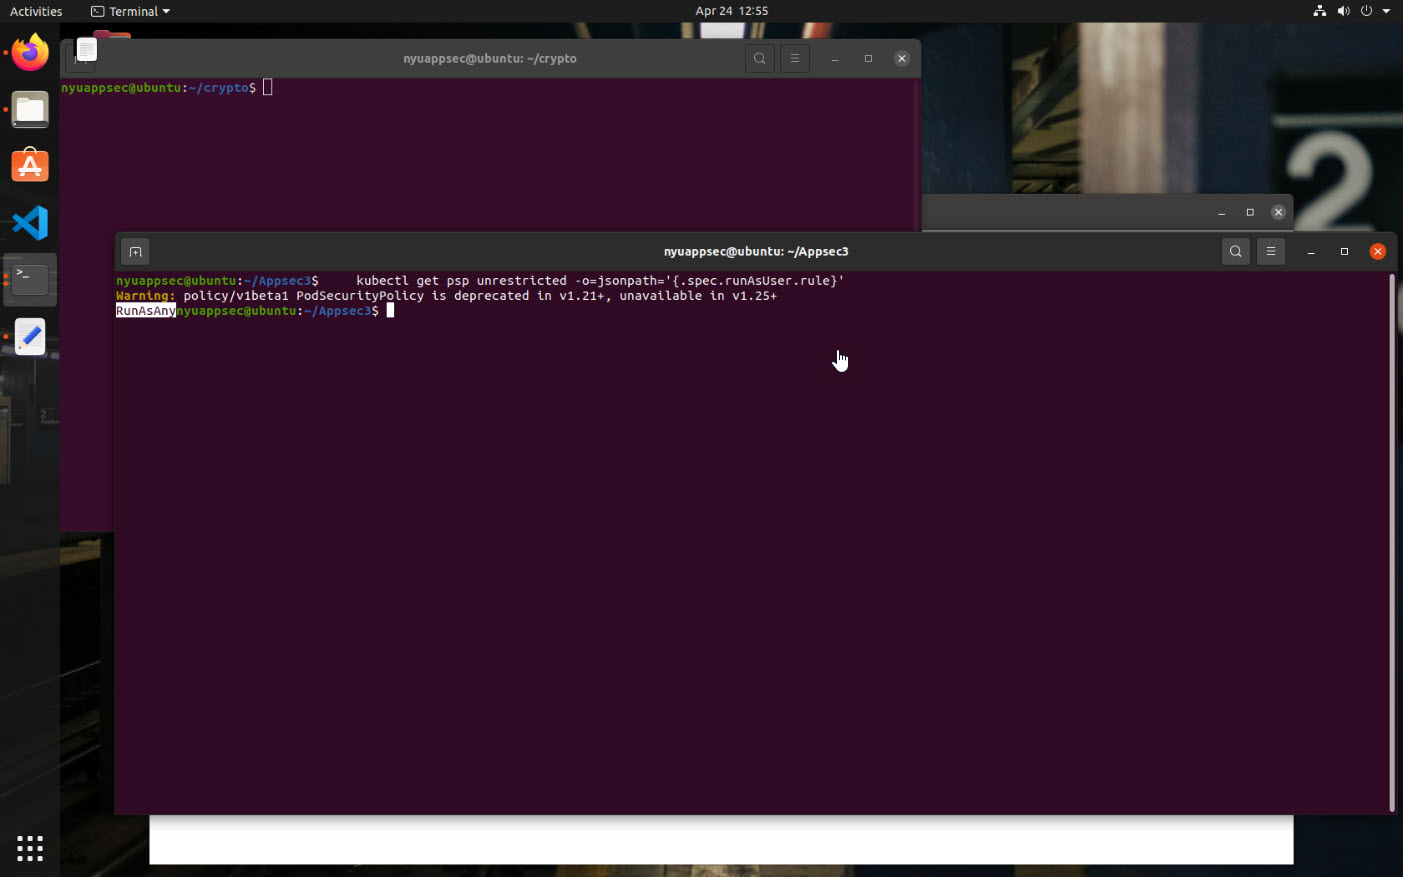 Activities
Terminal
Apr 24 12:55
nyuappsec@ubuntu: ~/crypto
nyuappsec@ubuntu:~/crypto$
2
nyuappsec@ubuntu: ~/Appsec3
nyuappsec@ubuntu:~/Appsec3$     kubectl get psp unrestricted -o=jsonpath='{.spec.runAsUser.rule}'
Warning: policy/v1beta1 PodSecurityPolicy is deprecated in v1.21+, unavailable in v1.25+
RunAsAnynyuappsec@ubuntu:~/Appsec3$
2